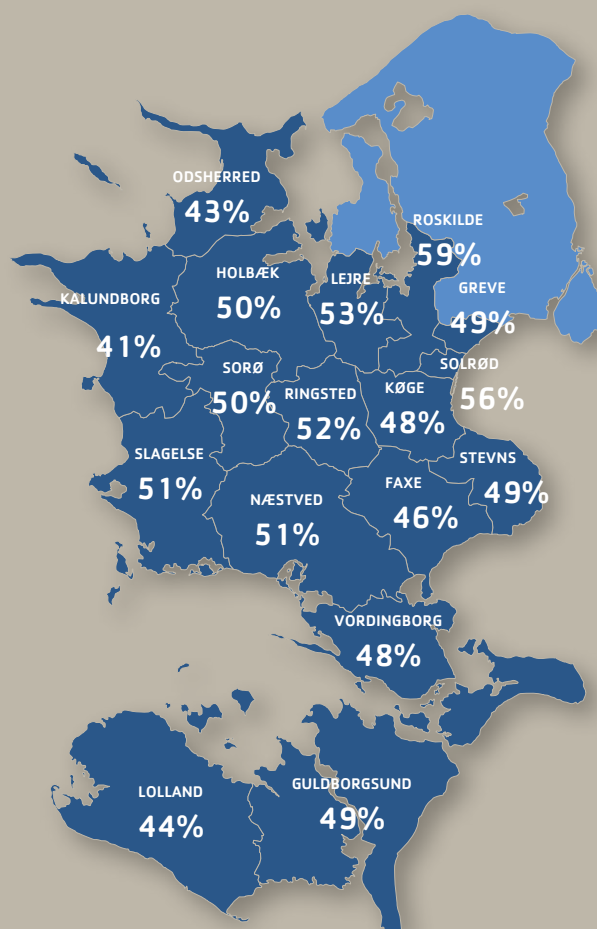 ODSHERRED
43%
ROSKILDE
59%
HOLBÆK
50%
LEJRE
53%
GREVE
49%
KALUNDBORG
41%
SORØ
50%
RINGSTED
52%
KØGE
48%
SOLRØD
56%
SLAGELSE
51%
NÆSTVED
51%
FAXE
46%
STEVNS
49%
VORDINGBORG
48%
LOLLAND
44%
GULDBORGSUND
49%